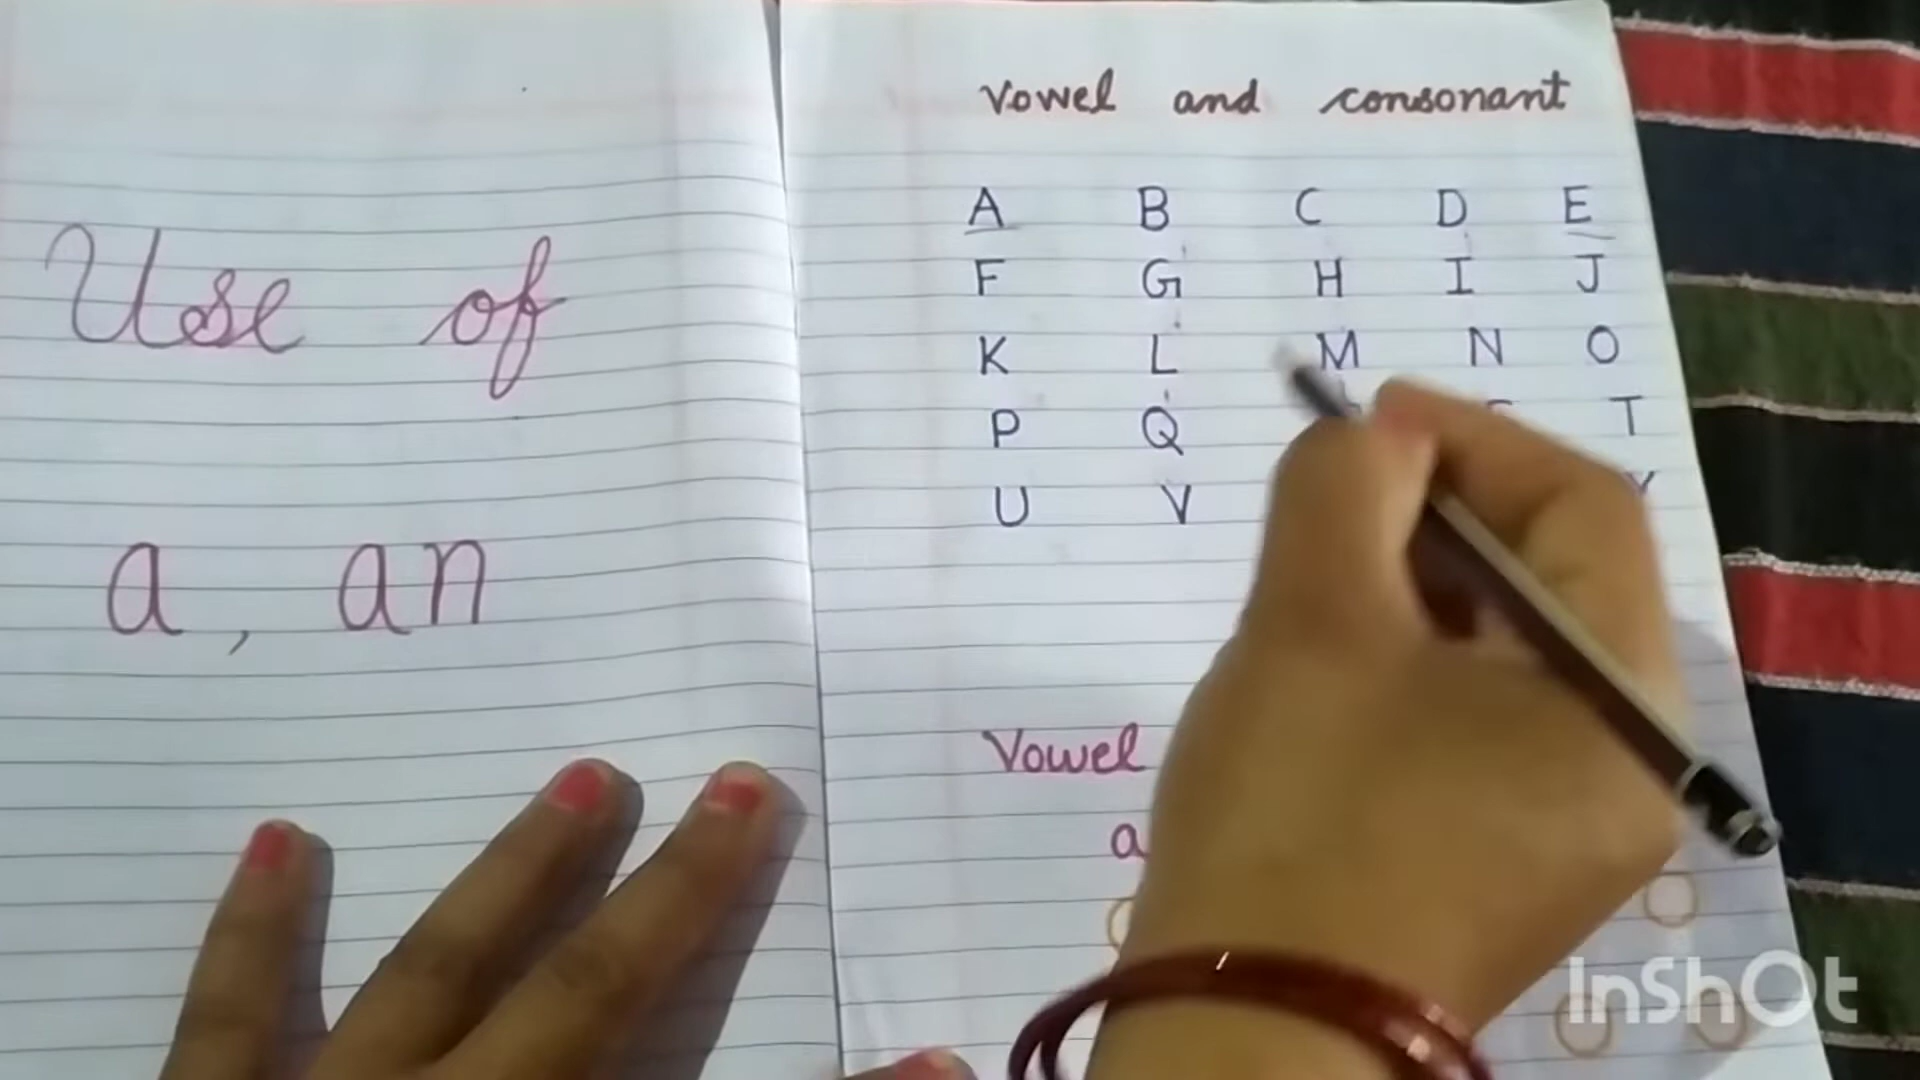 Use of
a, an
Vowel and consonant
A B C D E
F G H I J
K L M N O
P Q T
U V Y
Vowel
a
InShOt